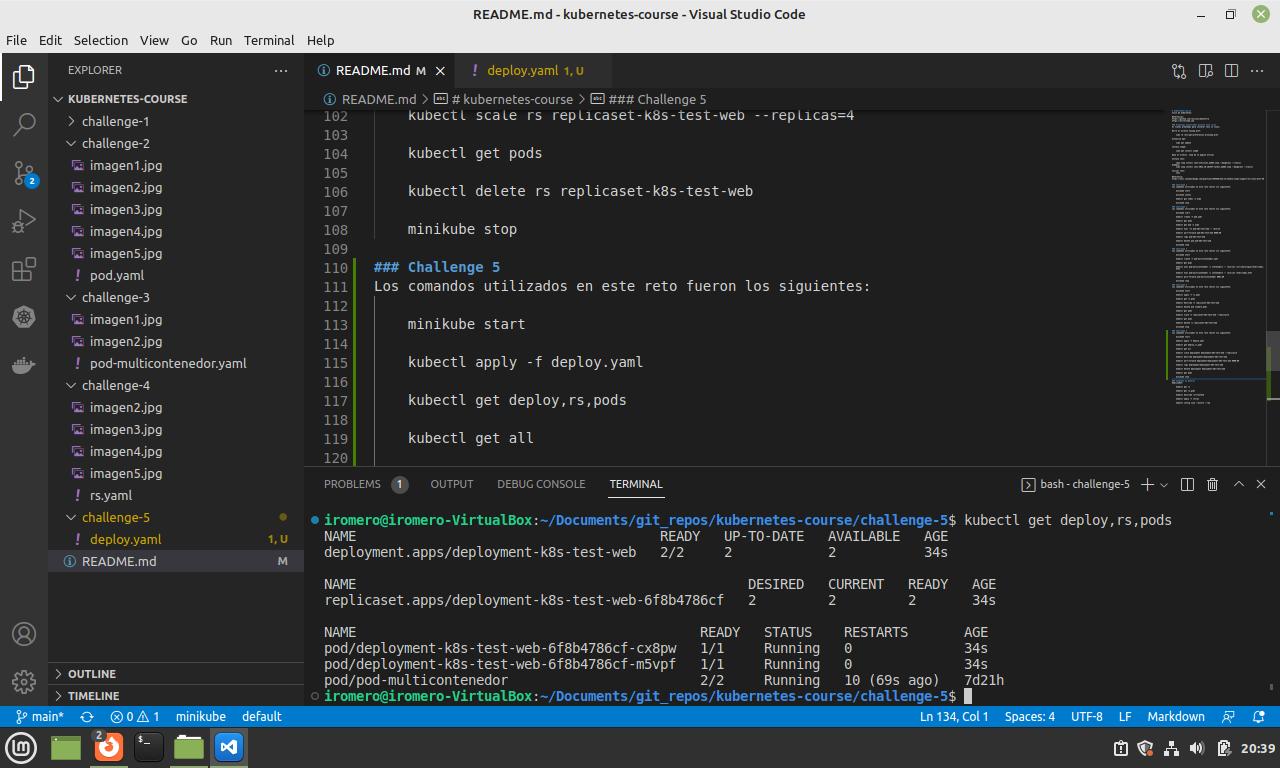 README.md - kubernetes-course - Visual Studio Code
File Edit Selection View Go Run Terminal Help
EXPLORER
KUBERNETES-COURSE
challenge-1
challenge-2
imagen1.jpg
imagen2.jpg
imagen3.jpg
imagen4.jpg
imagen5.jpg
pod.yaml
challenge-3
imagen1.jpg
imagen2.jpg
pod-multicontenedor.yaml
challenge-4
imagen2.jpg
imagen3.jpg
imagen4.jpg
imagen5.jpg
rs.yaml
challenge-5
deploy.yaml 1, U
README.md M
OUTLINE
TIMELINE
2
README.md M deploy.yaml 1, U
README.md > # kubernetes-course > ### Challenge 5
102 kubectl scale rs replicaset-k8s-test-web --replicas=4
103
104 kubectl get pods
105
106 kubectl delete rs replicaset-k8s-test-web
107
108 minikube stop
109
110 ### Challenge 5
111 Los comandos utilizados en este reto fueron los siguientes:
112
113 minikube start
114
115 kubectl apply -f deploy.yaml
116
117 kubectl get deploy,rs,pods
118
119 kubectl get all
120
PROBLEMS 1 OUTPUT DEBUG CONSOLE TERMINAL bash - challenge-5
iromero@iromero-VirtualBox:~/Documents/git_repos/kubernetes-course/challenge-5$ kubectl get deploy,rs,pods
NAME READY UP-TO-DATE AVAILABLE AGE
deployment.apps/deployment-k8s-test-web 2/2 2 2 34s
NAME DESIRED CURRENT READY AGE
replicaset.apps/deployment-k8s-test-web-6f8b4786cf 2 2 2 34s
NAME READY STATUS RESTARTS AGE
pod/deployment-k8s-test-web-6f8b4786cf-cx8pw 1/1 Running 0 34s
pod/deployment-k8s-test-web-6f8b4786cf-m5vpf 1/1 Running 0 34s
pod/pod-multicontenedor 2/2 Running 10 (69s ago) 7d21h
iromero@iromero-VirtualBox:~/Documents/git_repos/kubernetes-course/challenge-5$
main* 0 1 minikube default Ln 134, Col 1 Spaces: 4 UTF-8 LF Markdown
2 20:39